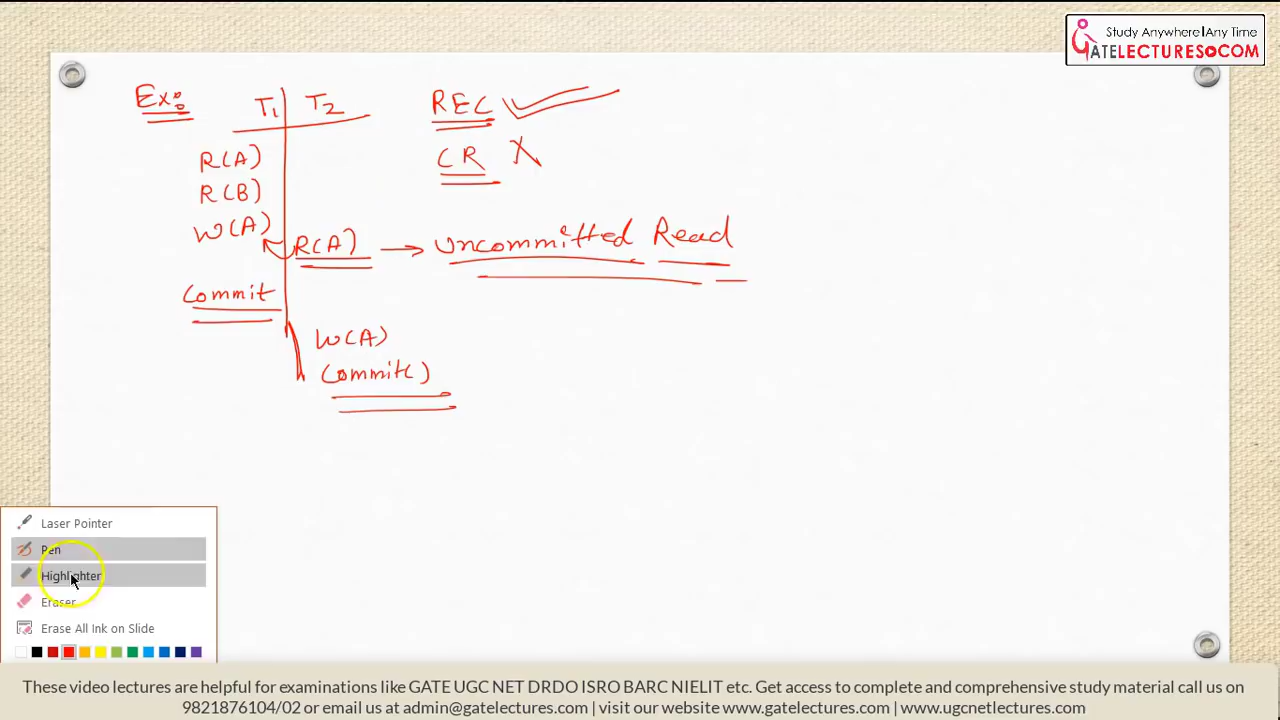 Study Anywhere|Any Time
GATELECTURES.COM
Ex:
T1 T2
REC
R(A)
CR X
R(B)
W(A)
R(A) → Uncommitted Read
Commit
W(A)
Commit()
Laser Pointer
Pen
Highlighter
Eraser
Erase All Ink on Slide
These video lectures are helpful for examinations like GATE UGC NET DRDO ISRO BARC NIELIT etc. Get access to complete and comprehensive study material call us on
9821876104/02 or email us at admin@gatelectures.com | visit our website www.gatelectures.com | www.ugcnetlectures.com